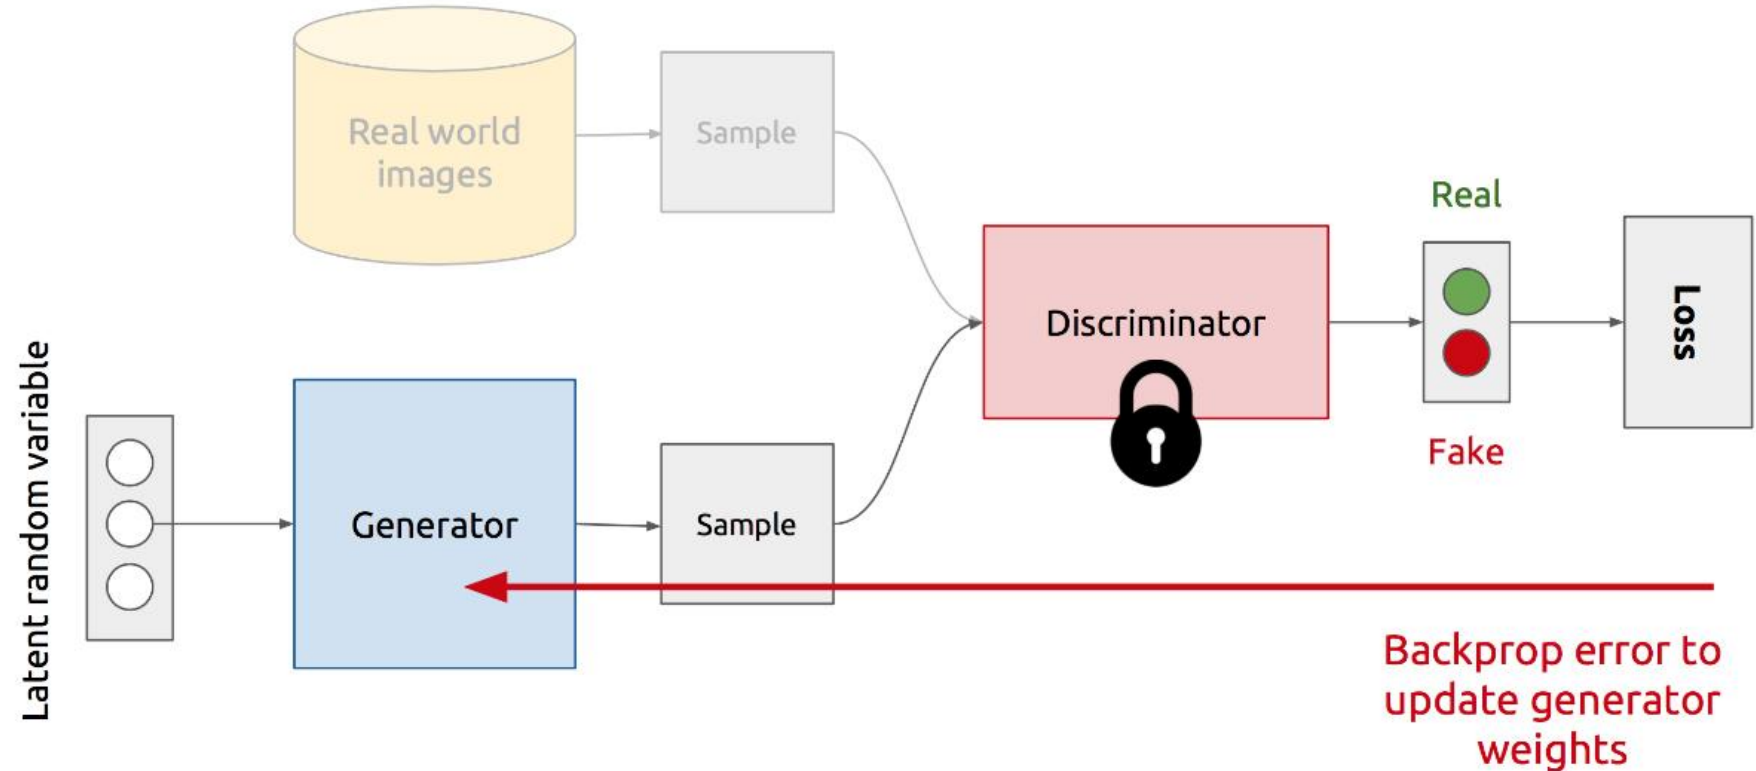 Real world
images
Sample
Real
Discriminator
Loss
Fake
Latent random variable
Generator
Sample
Backprop error to
update generator
weights